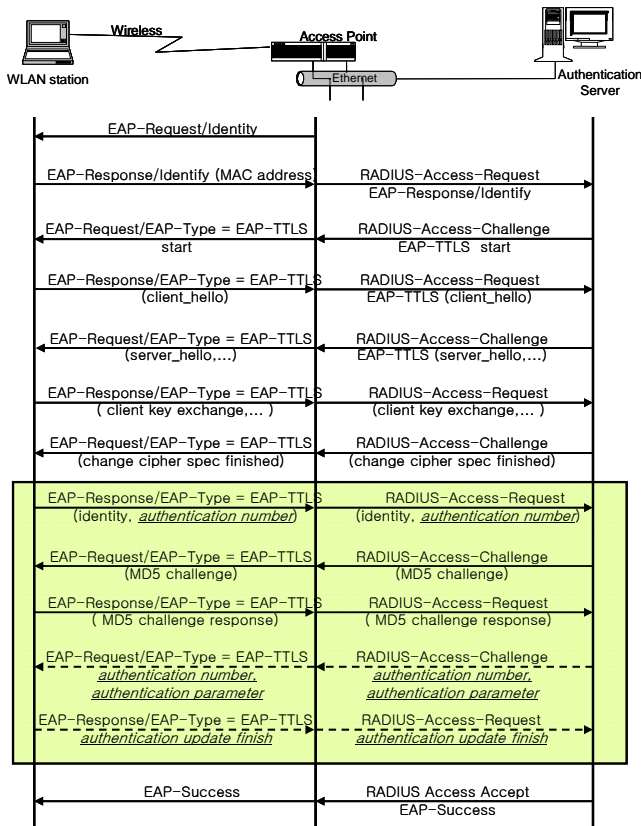 Wireless
Access Point
WLAN station
Ethernet
Authentication
Server
EAP-Request/Identity
EAP-Response/Identify (MAC address)
RADIUS-Access-Request
EAP-Response/Identify
EAP-Request/EAP-Type = EAP-TTLS
start
RADIUS-Access-Challenge
EAP-TTLS start
EAP-Response/EAP-Type = EAP-TTLS
(client_hello)
RADIUS-Access-Request
EAP-TTLS (client_hello)
EAP-Request/EAP-Type = EAP-TTLS
(server_hello,...)
RADIUS-Access-Challenge
EAP-TTLS (server_hello,...)
EAP-Response/EAP-Type = EAP-TTLS
( client key exchange,... )
RADIUS-Access-Request
(client key exchange,... )
EAP-Request/EAP-Type = EAP-TTLS
(change cipher spec finished)
RADIUS-Access-Challenge
(change cipher spec finished)
EAP-Response/EAP-Type = EAP-TTLS
(identity, authentication number)
RADIUS-Access-Request
(identity, authentication number)
EAP-Request/EAP-Type = EAP-TTLS
(MD5 challenge)
RADIUS-Access-Challenge
(MD5 challenge)
EAP-Response/EAP-Type = EAP-TTLS
( MD5 challenge response)
RADIUS-Access-Request
( MD5 challenge response)
EAP-Request/EAP-Type = EAP-TTLS
authentication number,
authentication parameter
RADIUS-Access-Challenge
authentication number,
authentication parameter
EAP-Response/EAP-Type = EAP-TTLS
authentication update finish
RADIUS-Access-Request
authentication update finish
EAP-Success
RADIUS Access Accept
EAP-Success